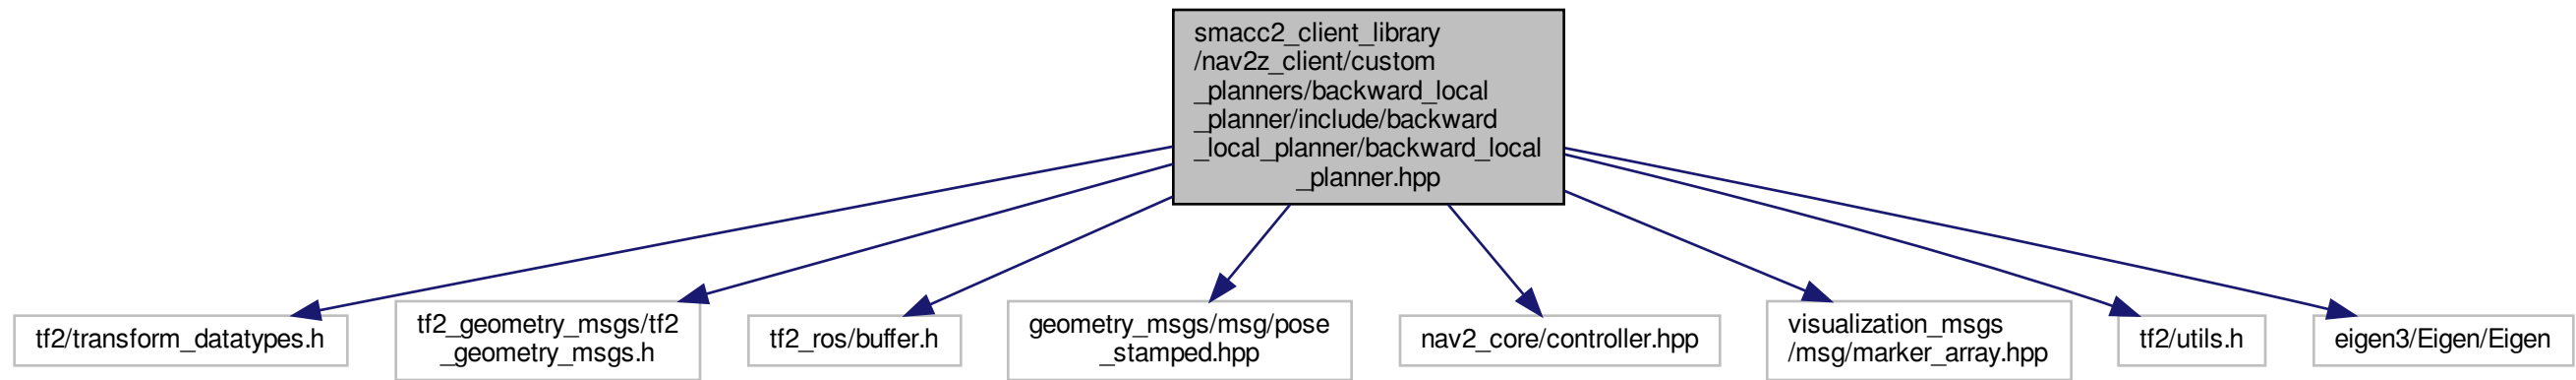 smacc2_client_library
/nav2z_client/custom
_planners/backward_local
_planner/include/backward
_local_planner/backward_local
_planner.hpp
tf2/transform_datatypes.h
tf2_geometry_msgs/tf2
_geometry_msgs.h
tf2_ros/buffer.h
geometry_msgs/msg/pose
_stamped.hpp
nav2_core/controller.hpp
visualization_msgs
/msg/marker_array.hpp
tf2/utils.h
eigen3/Eigen/Eigen